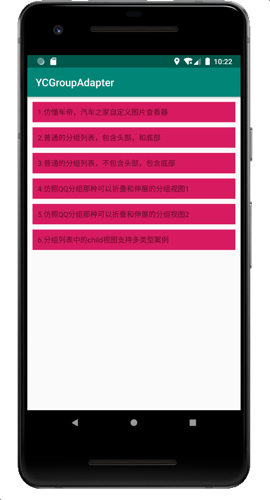 10:22
YCGroupAdapter
1.仿懂车帝，汽车之家自定义图片查看器
2.普通的分组列表，包含头部，和底部
3.普通的分组列表，不包含头部，包含底部
4.仿照QQ分组那种可以折叠和伸展的分组视图1
5.仿照QQ分组那种可以折叠和伸展的分组视图2
6.分组列表中的child视图支持多类型案例